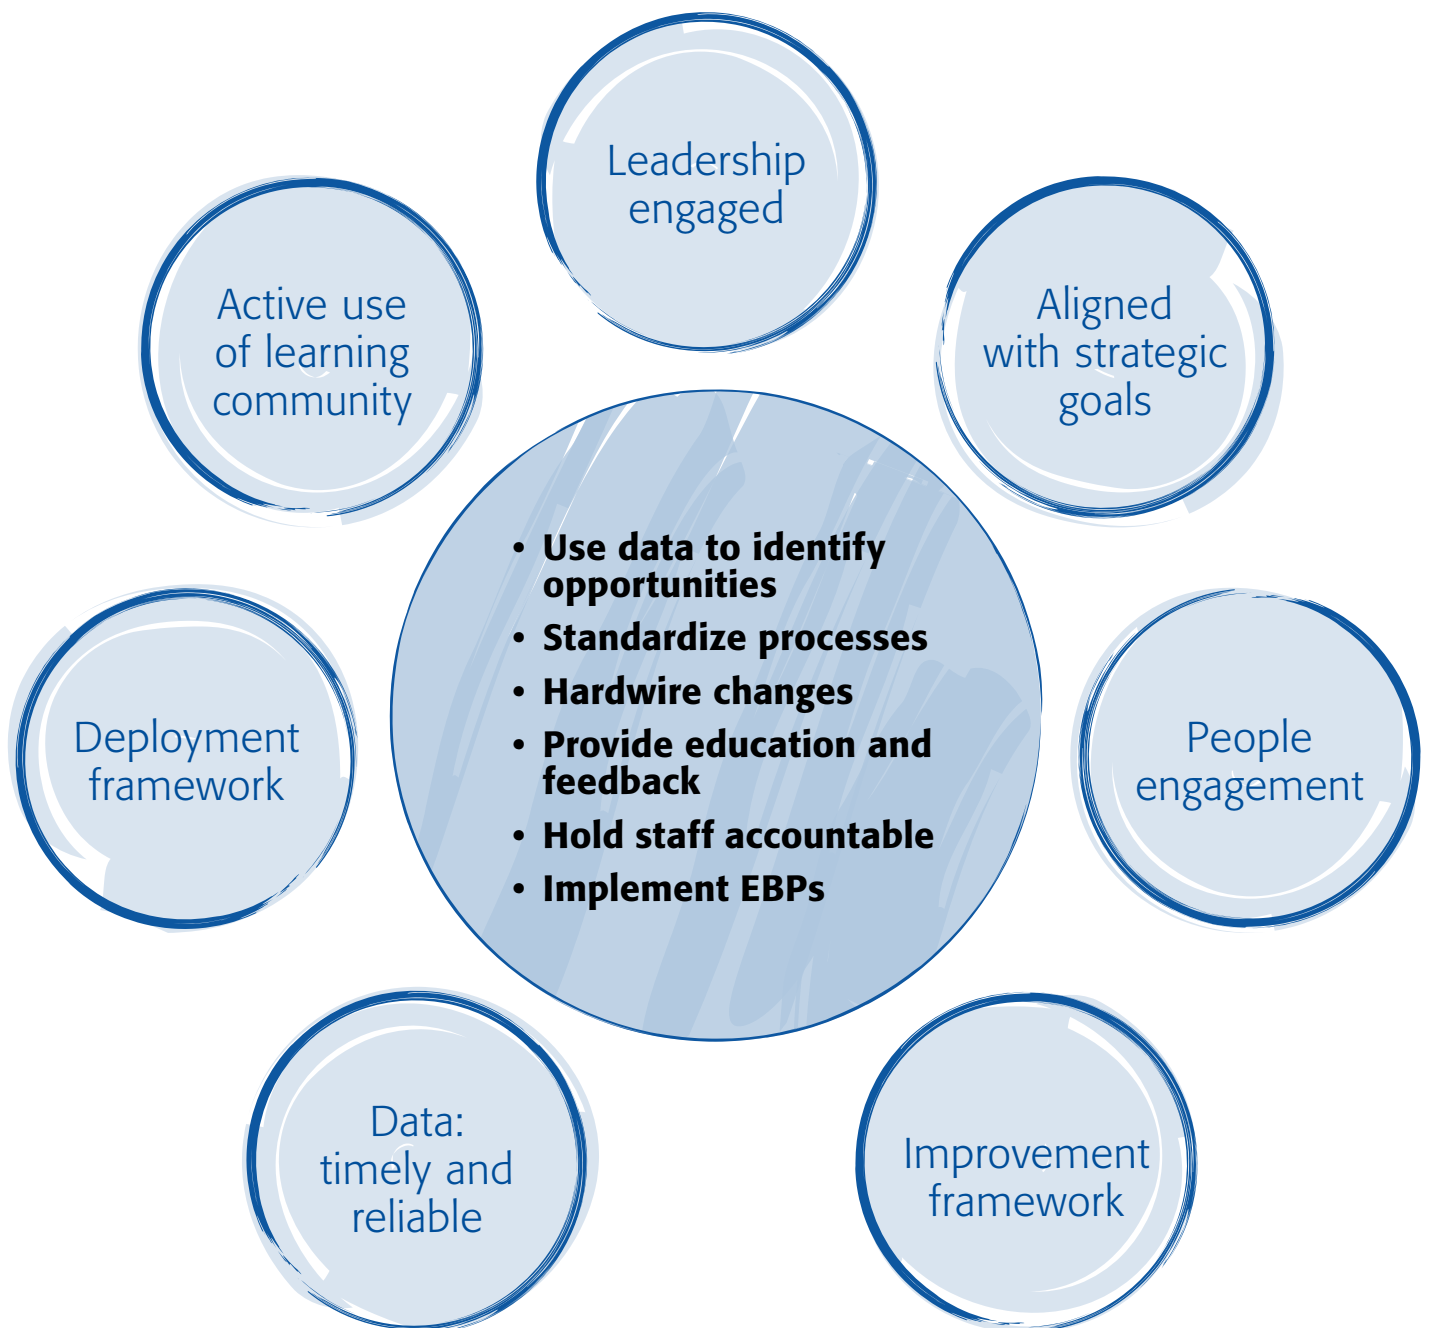 Leadership
engaged
Aligned
with strategic
goals
People
engagement
Improvement
framework
Data:
timely and
reliable
Deployment
framework
Active use
of learning
community
• Use data to identify
opportunities
• Standardize processes
• Hardwire changes
• Provide education and
feedback
• Hold staff accountable
• Implement EBPs